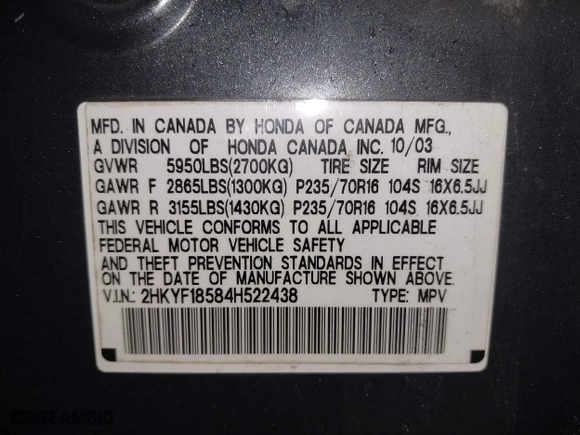 MFD. IN CANADA BY HONDA OF CANADA MFG.,
A DIVISION OF HONDA CANADA INC. 10/03
GVWR 5950LBS(2700KG) TIRE SIZE RIM SIZE
GAWR F 2865LBS(1300KG) P235/70R16 104S 16X6.5JJ
GAWR R 3155LBS(1430KG) P235/70R16 104S 16X6.5JJ
THIS VEHICLE CONFORMS TO ALL APPLICABLE
FEDERAL MOTOR VEHICLE SAFETY
AND THEFT PREVENTION STANDARDS IN EFFECT
ON THE DATE OF MANUFACTURE SHOWN ABOVE.
V.I.N.: 2HKYF18584H522438 TYPE: MPV
DREAMBID